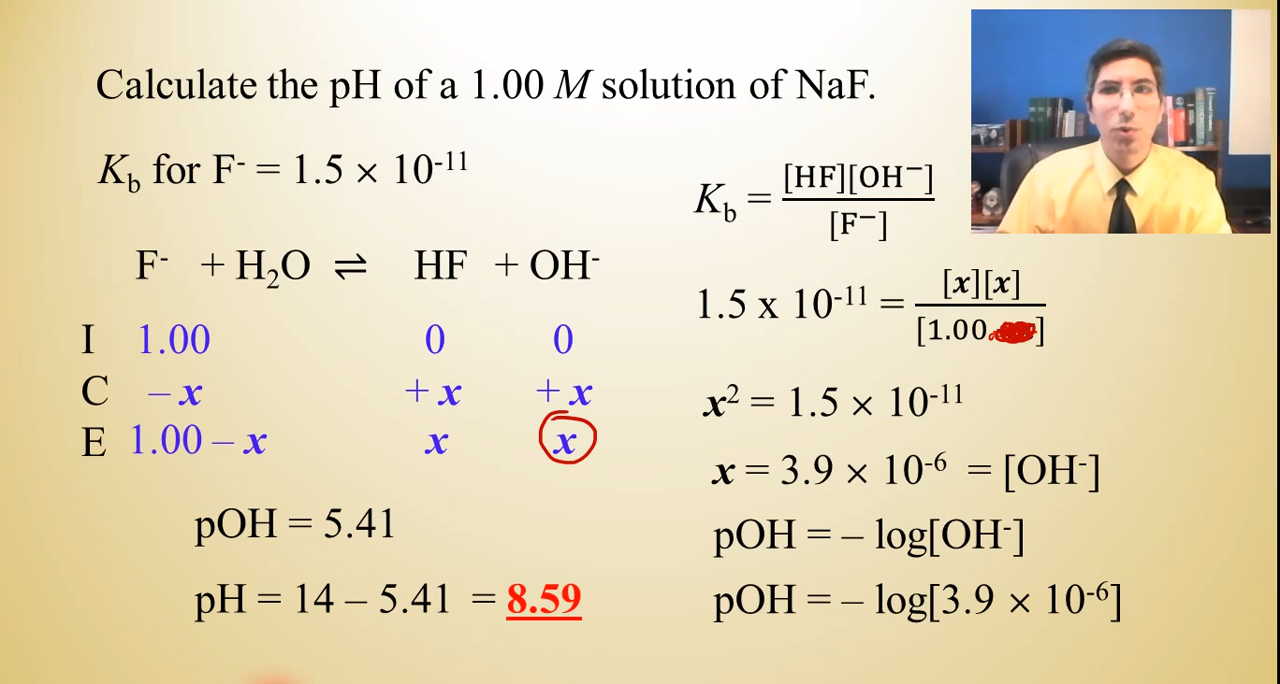 Calculate the pH of a 1.00 M solution of NaF.
K_b for F⁻ = 1.5 × 10⁻¹¹
F⁻ + H₂O ⇌ HF + OH⁻
I 1.00 0 0
C – x + x + x
E 1.00 – x x x
pOH = 5.41
pH = 14 – 5.41 = 8.59
K_b = [HF][OH⁻] / [F⁻]
1.5 x 10⁻¹¹ = [x][x] / [1.00 ]
x² = 1.5 × 10⁻¹¹
x = 3.9 × 10⁻⁶ = [OH⁻]
pOH = – log[OH⁻]
pOH = – log[3.9 × 10⁻⁶]